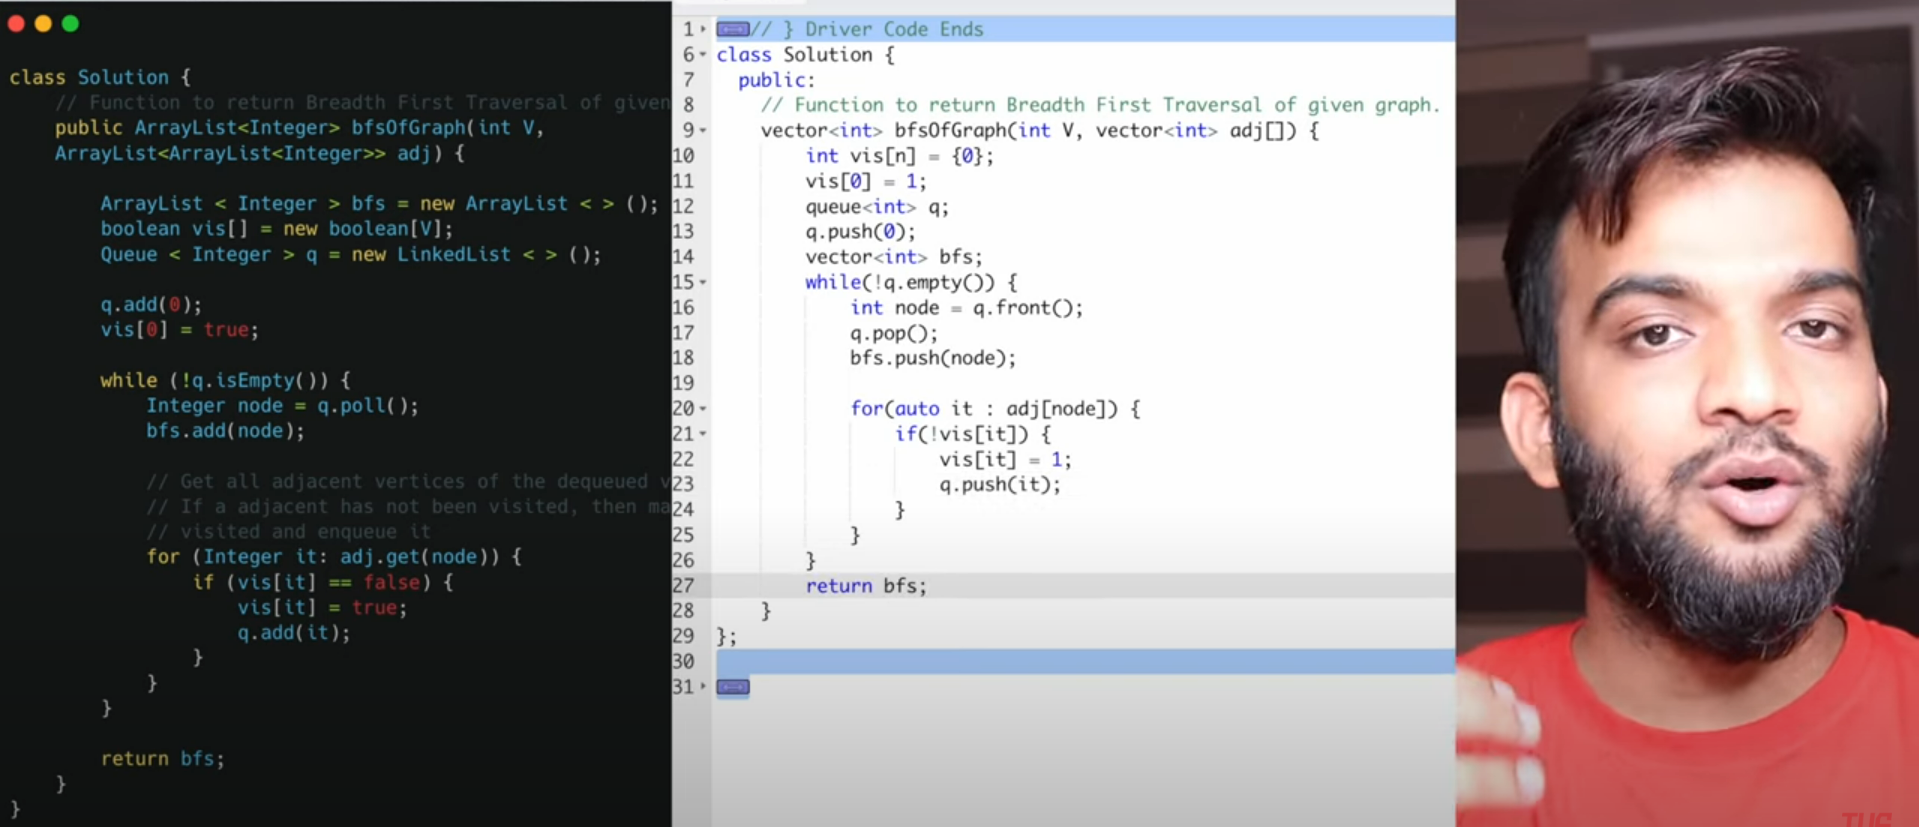 class Solution {
// Function to return Breadth First Traversal of given
public ArrayList<Integer> bfsOfGraph(int V,
ArrayList<ArrayList<Integer>> adj) {
ArrayList < Integer > bfs = new ArrayList < > ();
boolean vis[] = new boolean[V];
Queue < Integer > q = new LinkedList < > ();
q.add(0);
vis[0] = true;
while (!q.isEmpty()) {
Integer node = q.poll();
bfs.add(node);
// Get all adjacent vertices of the dequeued v
// If a adjacent has not been visited, then ma
// visited and enqueue it
for (Integer it: adj.get(node)) {
if (vis[it] == false) {
vis[it] = true;
q.add(it);
}
}
}
return bfs;
}
}
1 // } Driver Code Ends
6 class Solution {
7 public:
8 // Function to return Breadth First Traversal of given graph.
9 vector<int> bfsOfGraph(int V, vector<int> adj[]) {
10 int vis[n] = {0};
11 vis[0] = 1;
12 queue<int> q;
13 q.push(0);
14 vector<int> bfs;
15 while(!q.empty()) {
16 int node = q.front();
17 q.pop();
18 bfs.push(node);
19
20 for(auto it : adj[node]) {
21 if(!vis[it]) {
22 vis[it] = 1;
23 q.push(it);
24 }
25 }
26 }
27 return bfs;
28 }
29 };
30
31